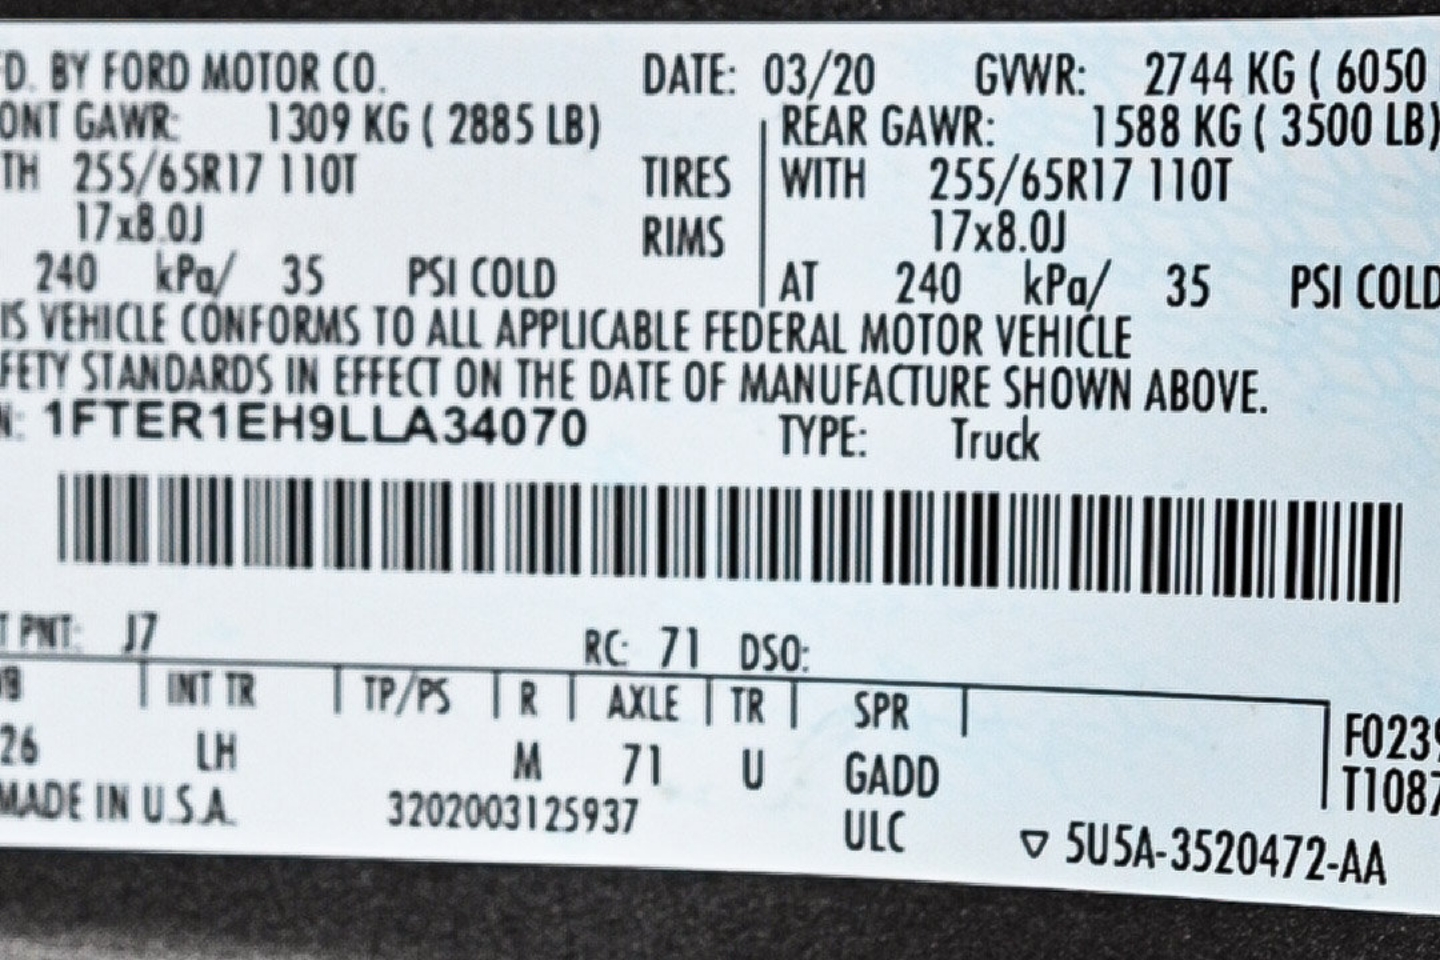 FD. BY FORD MOTOR CO. DATE: 03/20 GVWR: 2744 KG ( 6050
ONT GAWR: 1309 KG ( 2885 LB) REAR GAWR: 1588 KG ( 3500 LB)
TH 255/65R17 110T TIRES WITH 255/65R17 110T
17x8.0J RIMS 17x8.0J
240 kPa/ 35 PSI COLD AT 240 kPa/ 35 PSI COLD
IS VEHICLE CONFORMS TO ALL APPLICABLE FEDERAL MOTOR VEHICLE
FETY STANDARDS IN EFFECT ON THE DATE OF MANUFACTURE SHOWN ABOVE.
N: 1FTER1EH9LLA34070 TYPE: Truck
T PNT: J7 RC: 71 DSO:
INT TR TP/PS R AXLE TR SPR
26 LH M 71 U GADD
F0239
T1087
MADE IN U.S.A. 3202003125937 ULC
▽ 5U5A-3520472-AA